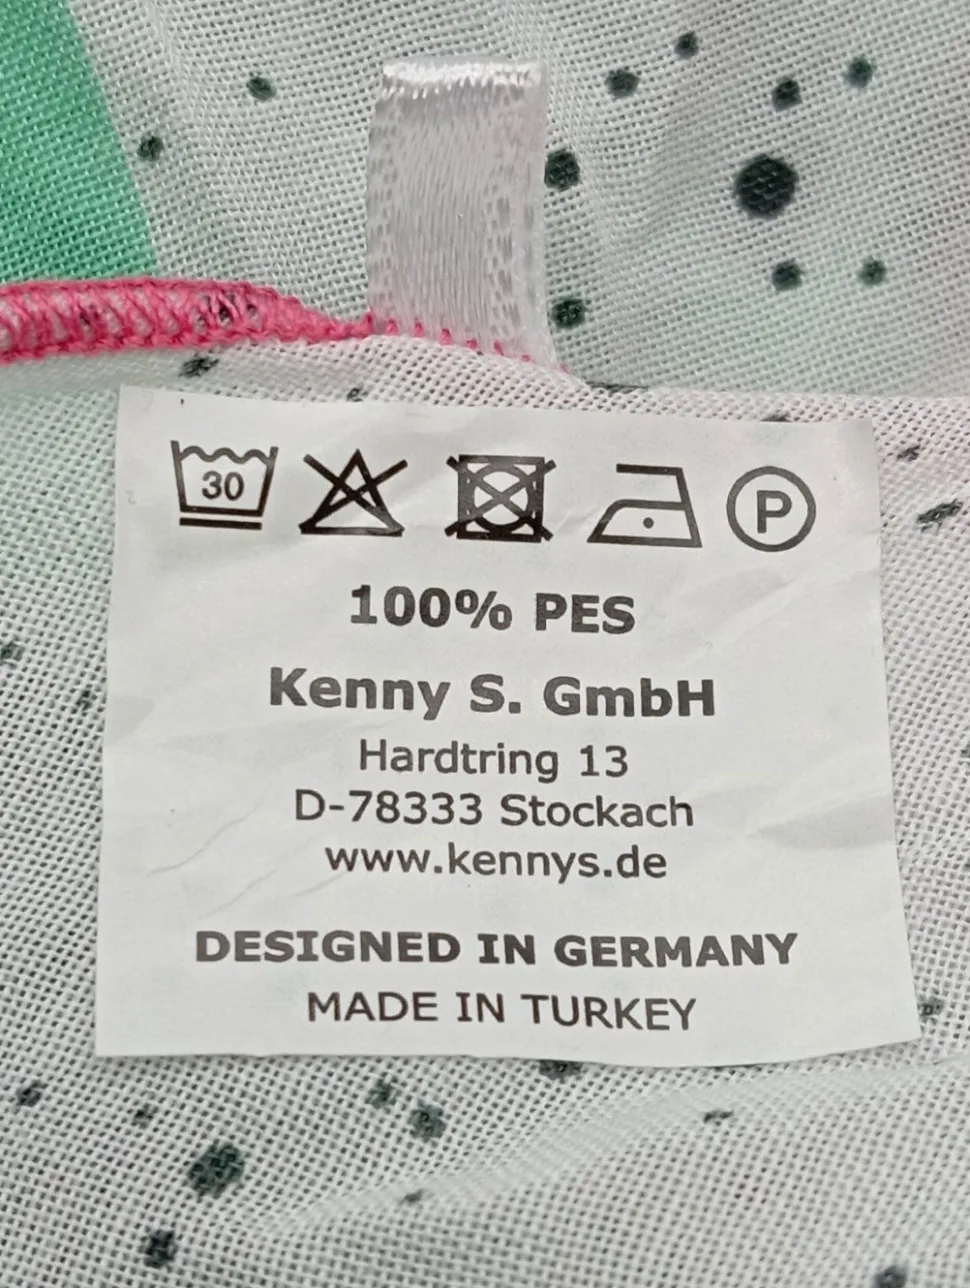 30
P
100% PES
Kenny S. GmbH
Hardtring 13
D-78333 Stockach
www.kennys.de
DESIGNED IN GERMANY
MADE IN TURKEY